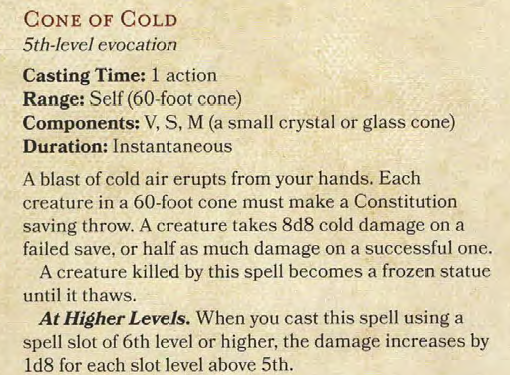 CONE OF COLD
5th-level evocation
Casting Time: 1 action
Range: Self (60-foot cone)
Components: V, S, M (a small crystal or glass cone)
Duration: Instantaneous
A blast of cold air erupts from your hands. Each
creature in a 60-foot cone must make a Constitution
saving throw. A creature takes 8d8 cold damage on a
failed save, or half as much damage on a successful one.
A creature killed by this spell becomes a frozen statue
until it thaws.
At Higher Levels. When you cast this spell using a
spell slot of 6th level or higher, the damage increases by
1d8 for each slot level above 5th.